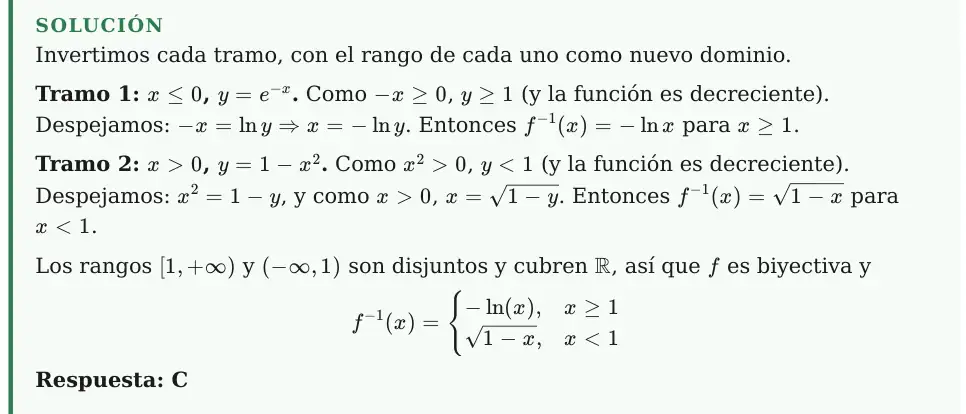 SOLUCIÓN
Invertimos cada tramo, con el rango de cada uno como nuevo dominio.
Tramo 1: x ≤ 0, y = e^{-x}. Como −x ≥ 0, y ≥ 1 (y la función es decreciente).
Despejamos: −x = ln y ⇒ x = − ln y. Entonces f^{-1}(x) = − ln x para x ≥ 1.
Tramo 2: x > 0, y = 1 − x². Como x² > 0, y < 1 (y la función es decreciente).
Despejamos: x² = 1 − y, y como x > 0, x = √(1 − y). Entonces f^{-1}(x) = √(1 − x) para
x < 1.
Los rangos [1, +∞) y (−∞, 1) son disjuntos y cubren ℝ, así que f es biyectiva y
f^{-1}(x) = { − ln(x), x ≥ 1
√(1 − x), x < 1
Respuesta: C